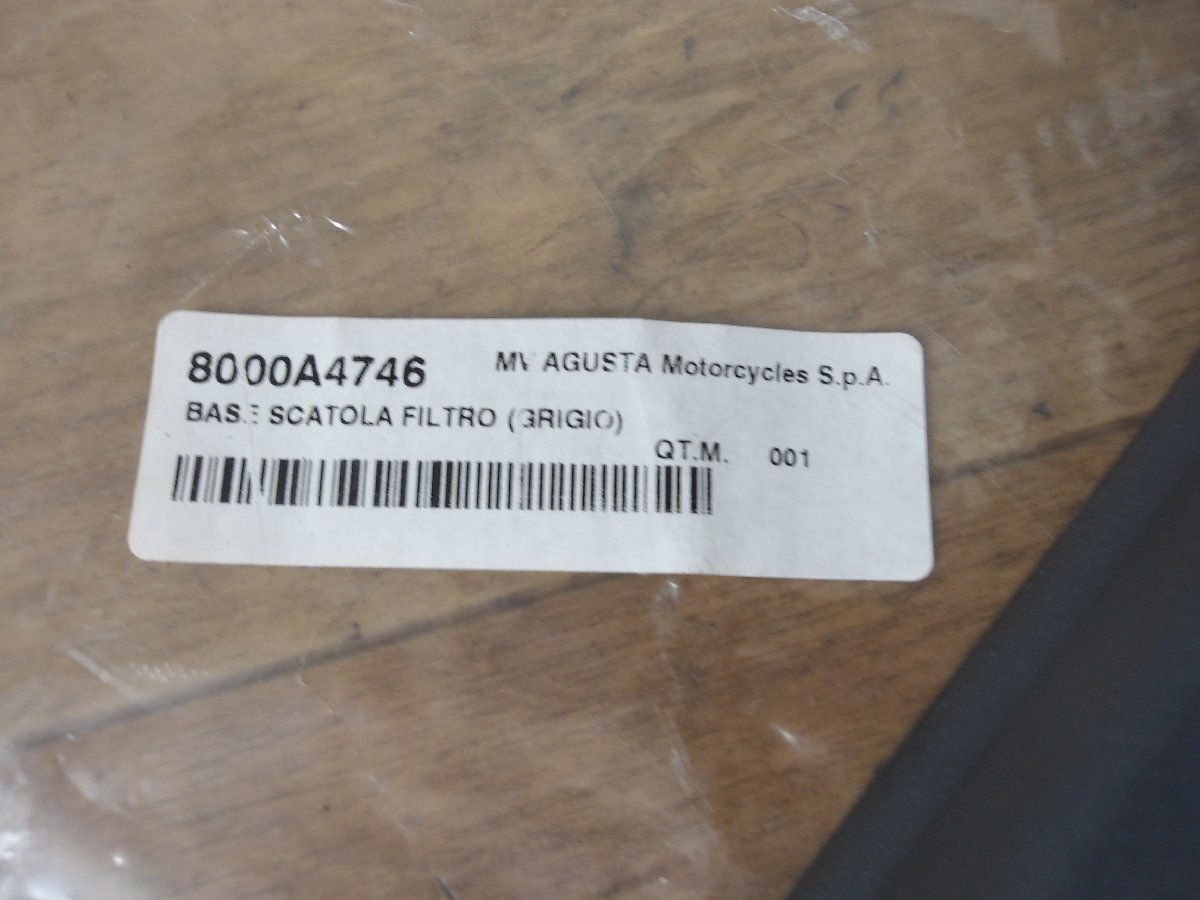 8000A4746 MV AGUSTA Motorcycles S.p.A.
BASE SCATOLA FILTRO (GRIGIO)
QT.M. 001